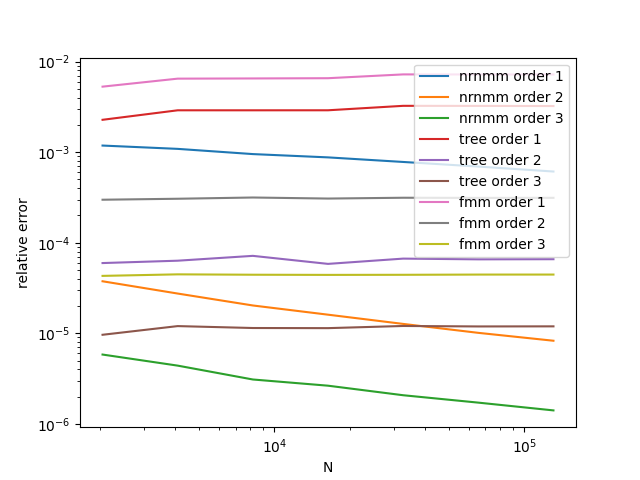 10⁻²
10⁻³
10⁻⁴
10⁻⁵
10⁻⁶
relative error
nrnmm order 1
nrnmm order 2
nrnmm order 3
tree order 1
tree order 2
tree order 3
fmm order 1
fmm order 2
fmm order 3
10⁴
10⁵
N